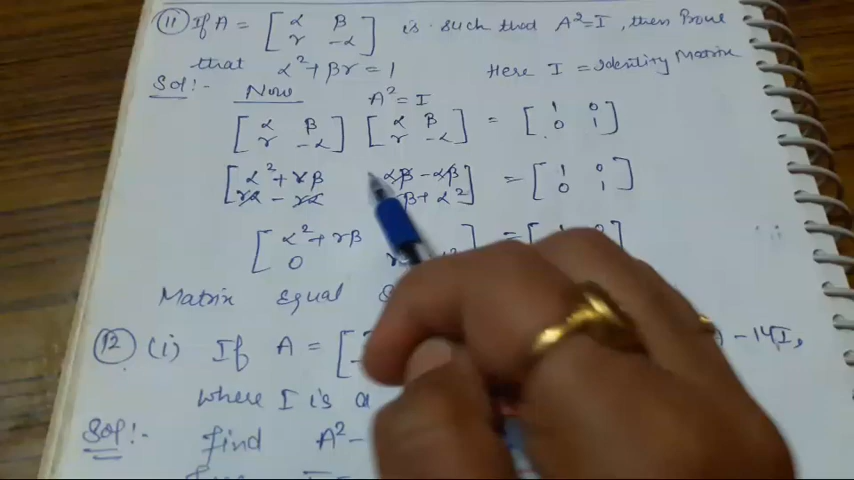 (11) If A = [ α β ] is such that A² = I, then Prove
[ γ -α ]
that α² + βγ = 1 Here I = Identity Matrix
Sol:- Now A² = I
[ α β ] [ α β ] = [ 1 0 ]
[ γ -α ] [ γ -α ] [ 0 1 ]
[ α² + γβ αβ - αβ ] = [ 1 0 ]
[ γα - γα β + α² ] [ 0 1 ]
[ α² + γβ ] = [
[ 0
Matrix Equal
(12) (i) If A = [ - 14I,
where I is a
Sol:- find A² -